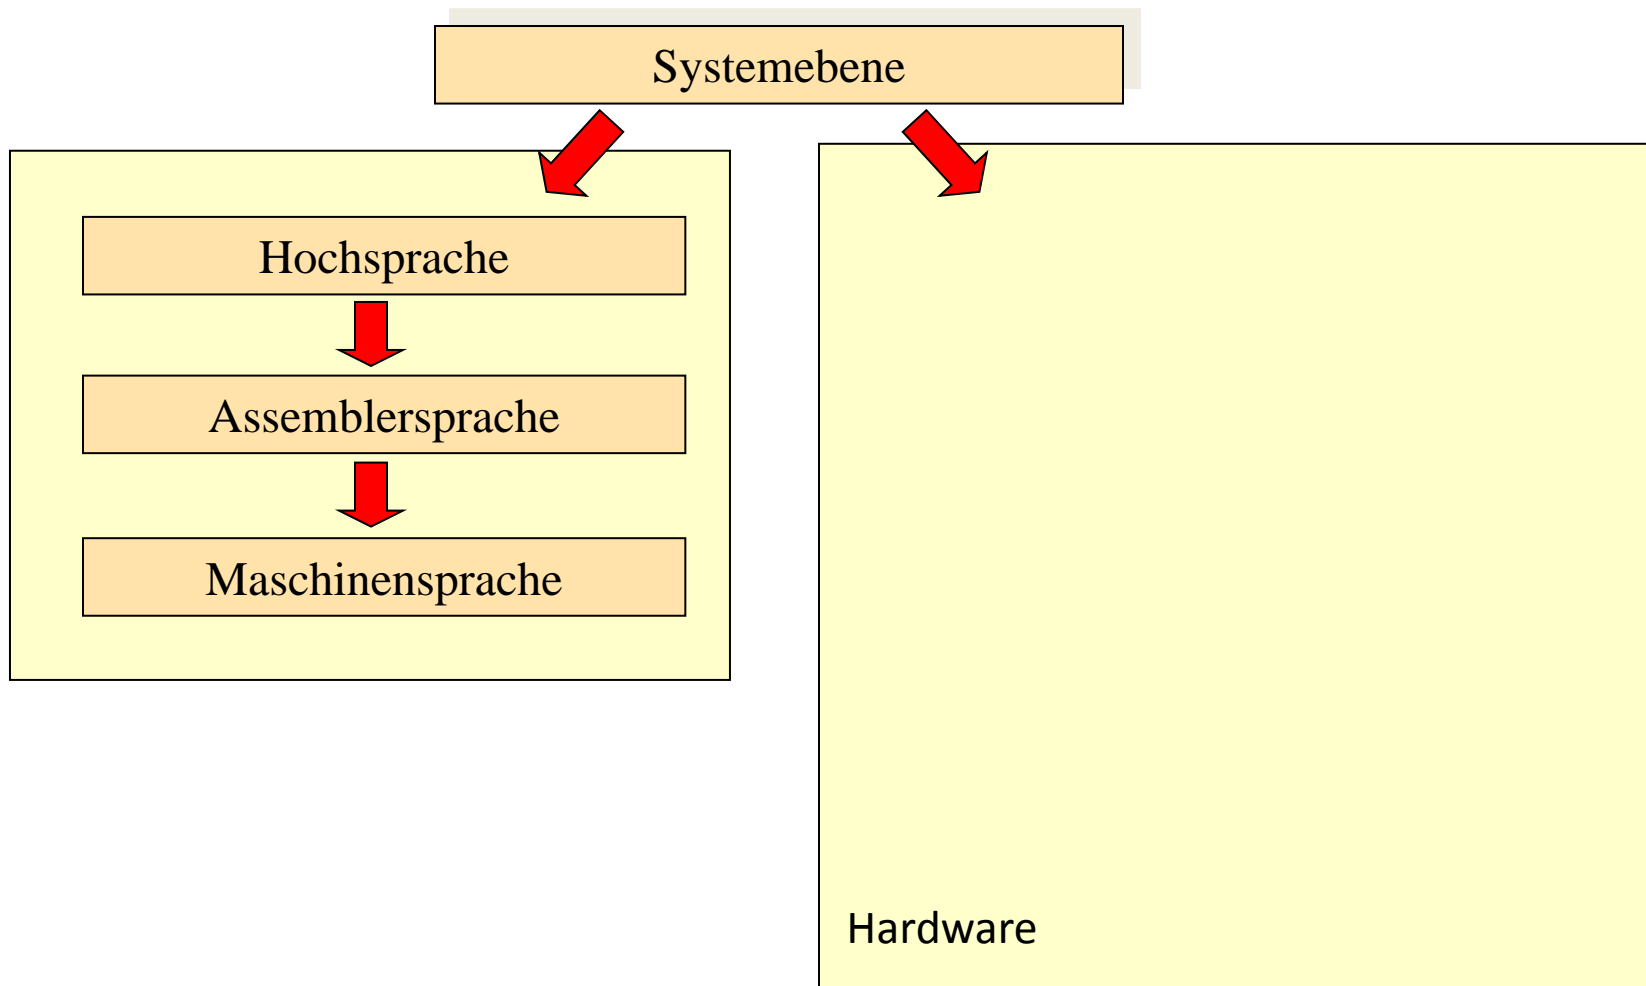 Systemebene
Hochsprache
Assemblersprache
Maschinensprache
Hardware